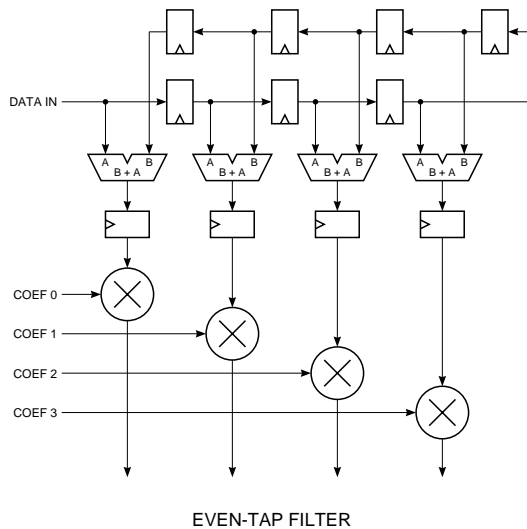 DATA IN
A B A B A B A B
B + A B + A B + A B + A
COEF 0
COEF 1
COEF 2
COEF 3
EVEN-TAP FILTER